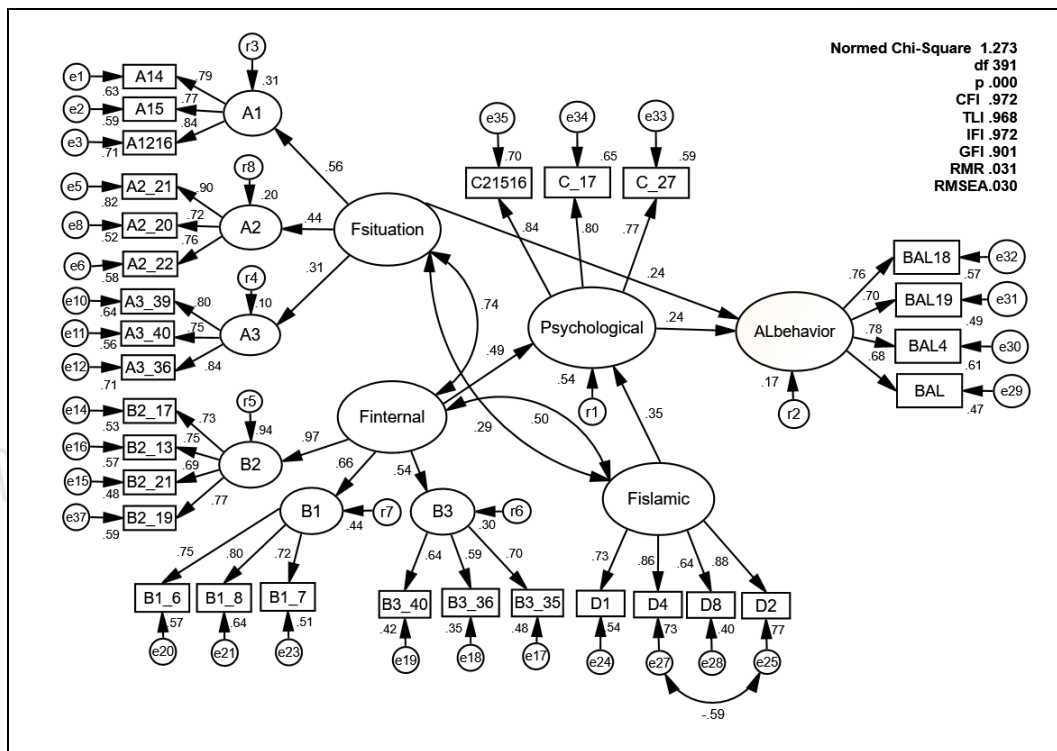 Normed Chi-Square 1.273
df 391
p .000
CFI .972
TLI .968
IFI .972
GFI .901
RMR .031
RMSEA.030
r3
.31
e1
A14
.79
.63
e2
A15
.77
.59
A1
e3
A1216
.84
.71
.56
r8
.20
e5
A2_21
.90
.82
e8
A2_20
.72
.52
A2
.44
e6
A2_22
.76
.58
Fsituation
.31
r4
.10
e10
A3_39
.80
.64
e11
A3_40
.75
.56
A3
e12
A3_36
.84
.71
e35
e34
e33
.70
.65
.59
C21516
C_17
C_27
.84
.80
.77
.24
.74
Psychological
.24
.54
r1
.49
ALbehavior
.17
r2
.76
BAL18
e32
.57
.70
BAL19
e31
.49
.78
BAL4
e30
.61
.68
BAL
e29
.47
Finternal
.29
.50
.35
Fislamic
e14
B2_17
.73
.53
e16
B2_13
.75
.57
e15
B2_21
.69
.48
e37
B2_19
.77
.59
r5
.94
B2
.97
.66
.54
B1
.44
r7
B3
.30
r6
.75
.80
.72
B1_6
B1_8
B1_7
.57
.64
.51
e20
e21
e23
.64
.59
.70
B3_40
B3_36
B3_35
.42
.35
.48
e19
e18
e17
.73
.86
.64
.88
D1
D4
D8
D2
.54
.73
.40
.77
e24
e27
e28
e25
-.59